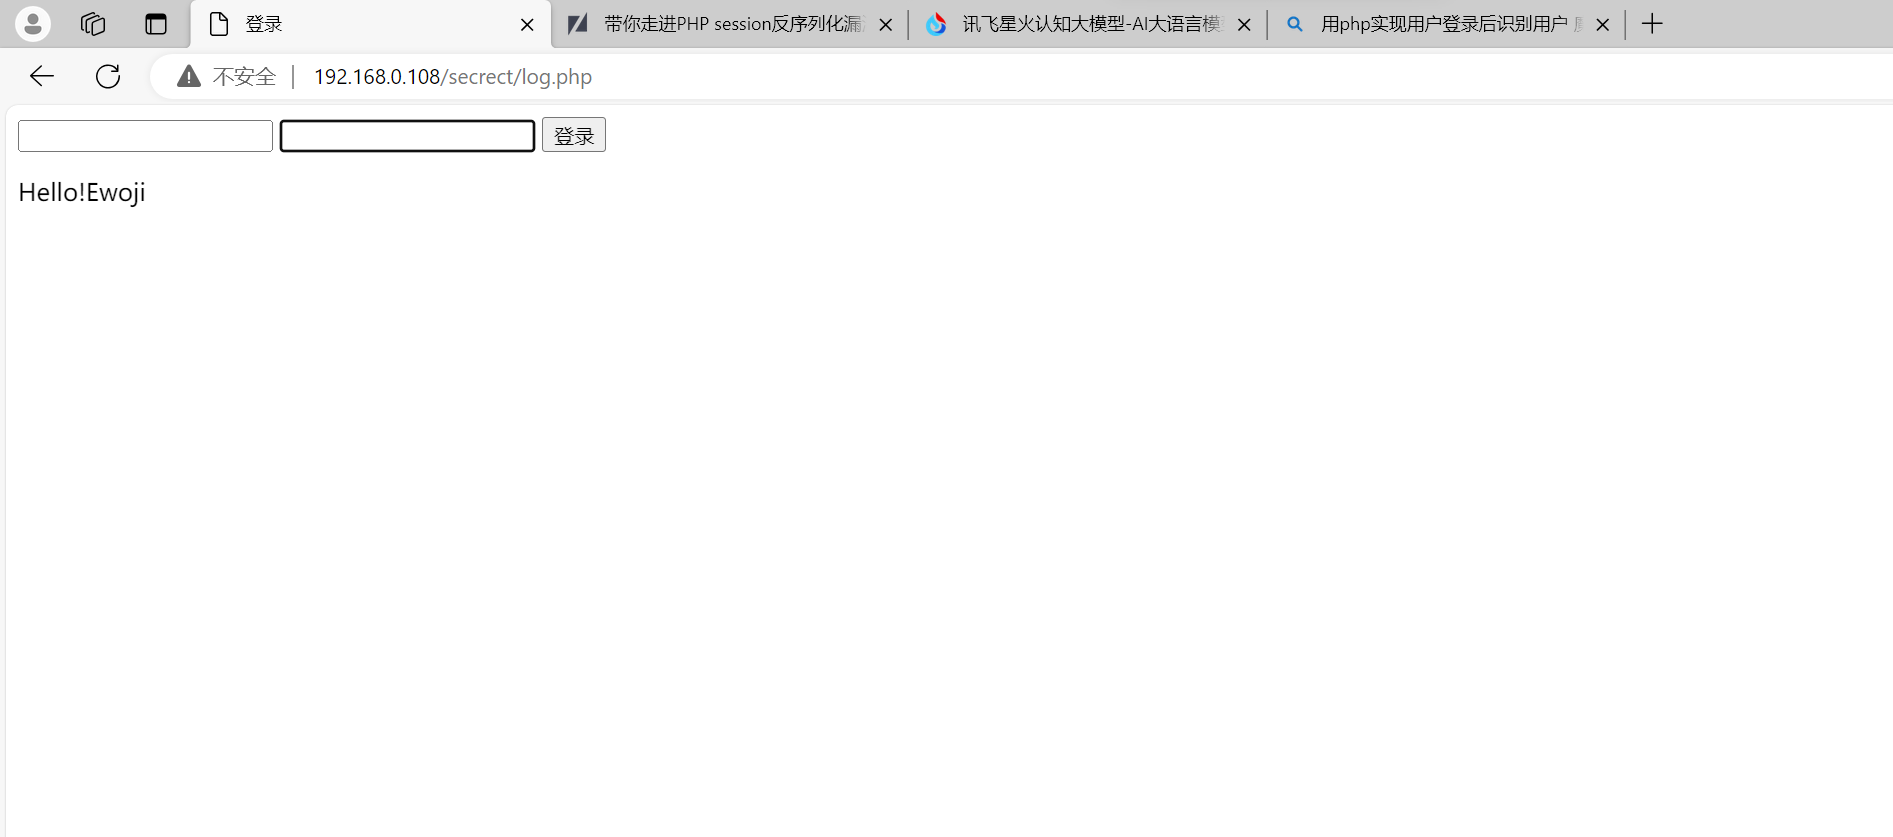 登录
带你走进PHP session反序列化漏
讯飞星火认知大模型-AI大语言模
用php实现用户登录后识别用户
不安全
192.168.0.108/secrect/log.php
登录
Hello!Ewoji